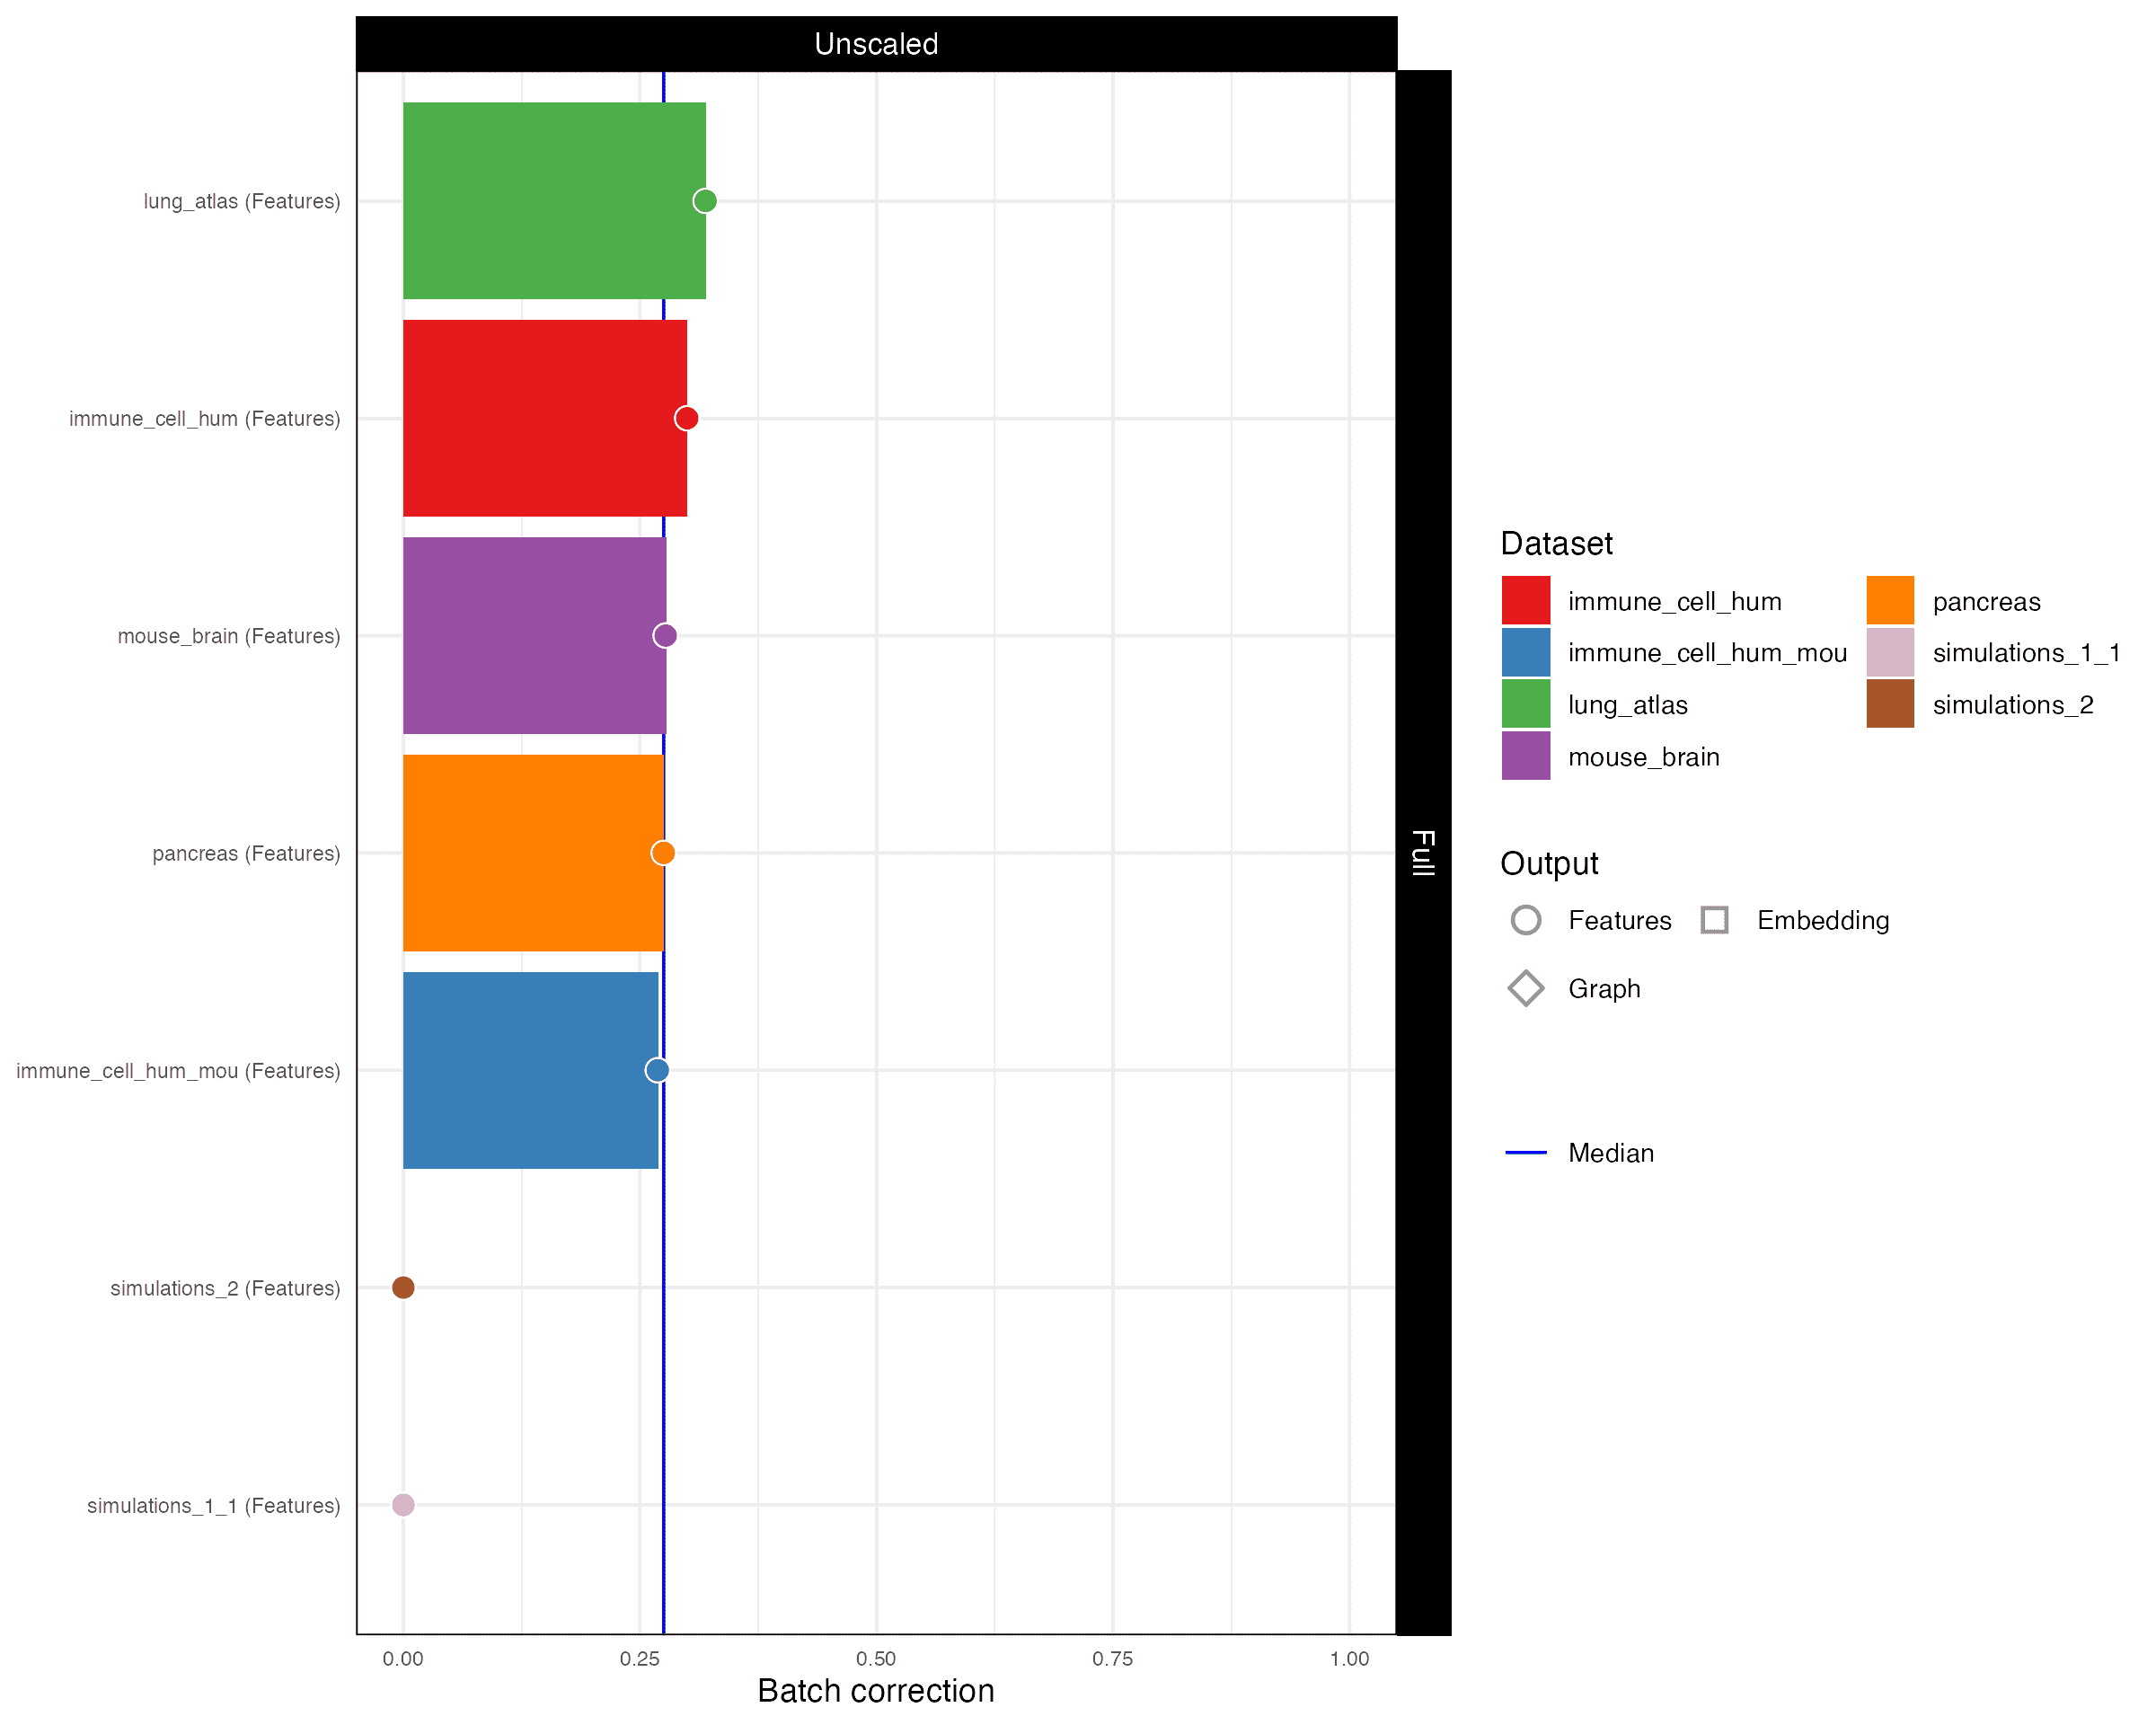 Unscaled
lung_atlas (Features)
immune_cell_hum (Features)
mouse_brain (Features)
pancreas (Features)
immune_cell_hum_mou (Features)
simulations_2 (Features)
simulations_1_1 (Features)
0.00 0.25 0.50 0.75 1.00
Batch correction
Full
Dataset
immune_cell_hum pancreas
immune_cell_hum_mou simulations_1_1
lung_atlas simulations_2
mouse_brain
Output
Features Embedding
Graph
Median